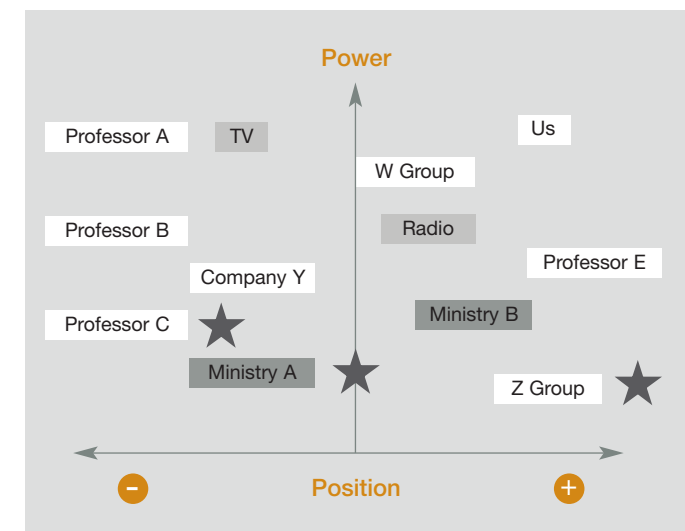 Power
Us
Professor A
TV
W Group
Professor B
Radio
Professor E
Company Y
Professor C
Ministry B
Ministry A
Z Group
-
Position
+